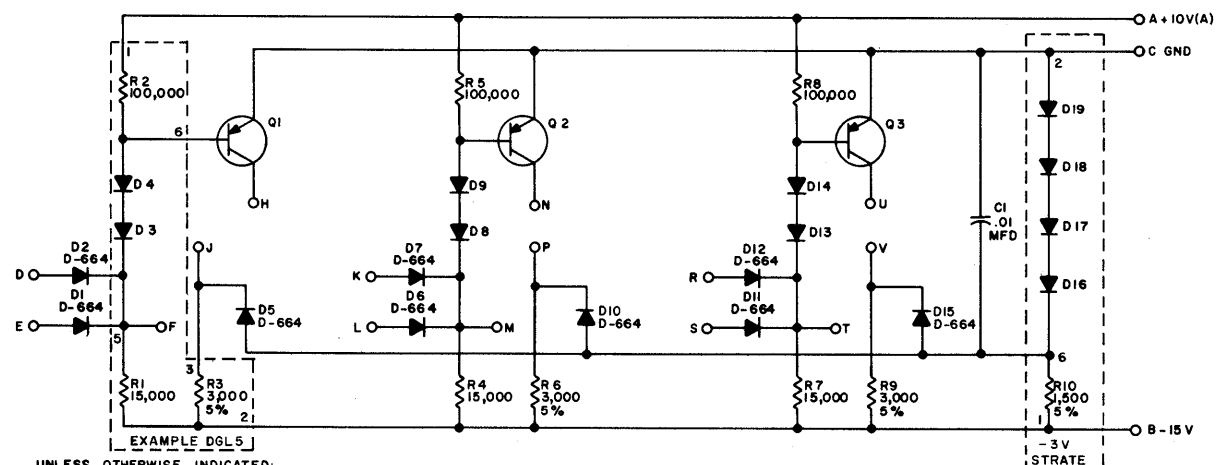 A+10V(A)
C GND
1
2
R2
100,000
R5
100,000
R8
100,000
D19
6
Q1
Q2
Q3
D18
D4
D9
D14
H
N
U
C1
.01
MFD
D3
D8
D13
D17
J
P
V
D2
D-664
D7
D-664
D12
D-664
D
K
R
D16
D1
D-664
D6
D-664
D11
D-664
D5
D-664
D10
D-664
D15
D-664
E
F
L
M
S
T
5
6
3
R1
15,000
R3
3,000
5%
R4
15,000
R6
3,000
5%
R7
15,000
R9
3,000
5%
R10
1,500
5%
2
1
B-15V
EXAMPLE DGL5
-3V
STRATE
UNLESS OTHERWISE INDICATED: